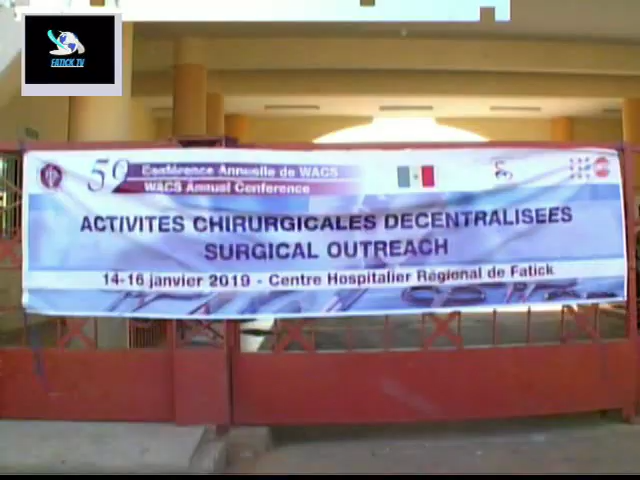 FATICK TV
59 Conférence Annuelle de WACS
WACS Annual Conference
ACTIVITES CHIRURGICALES DECENTRALISEES
SURGICAL OUTREACH
14-16 janvier 2019 - Centre Hospitalier Régional de Fatick